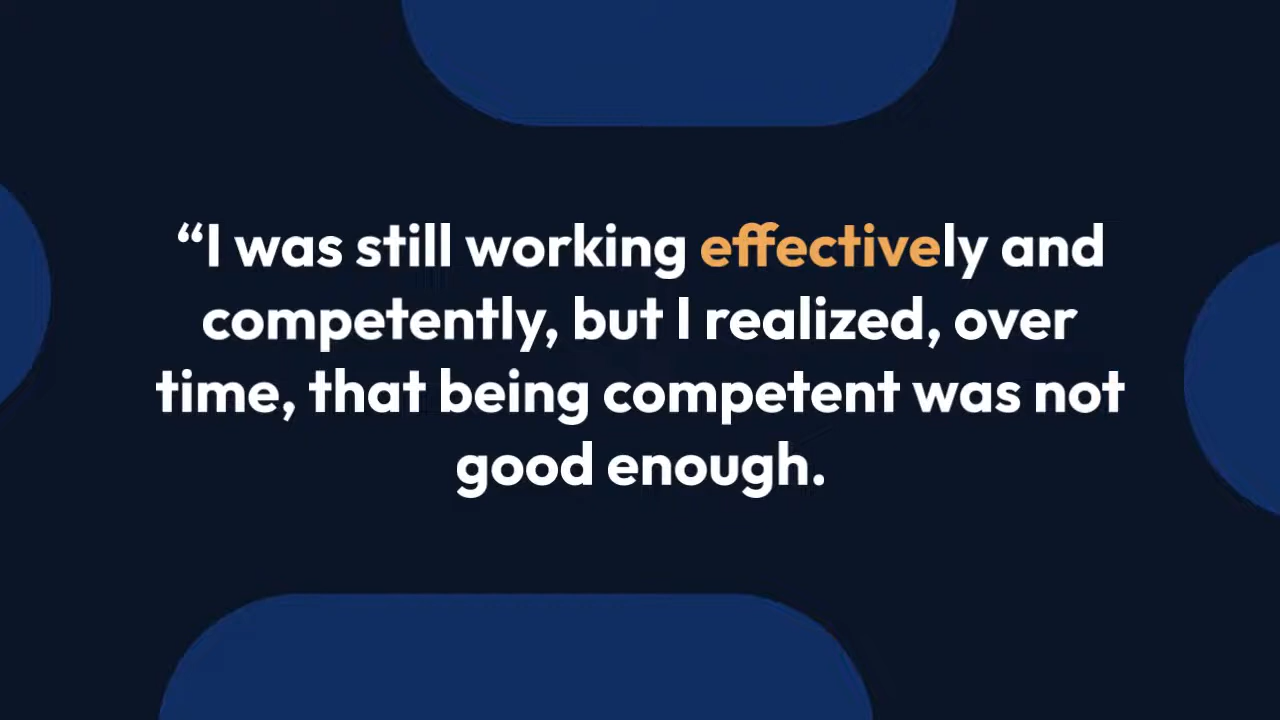 “I was still working effectively and
competently, but I realized, over
time, that being competent was not
good enough.